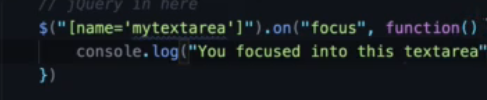 // jQuery in here
$("[name='mytextarea']").on("focus", function()
console.log("You focused into this textarea"
})